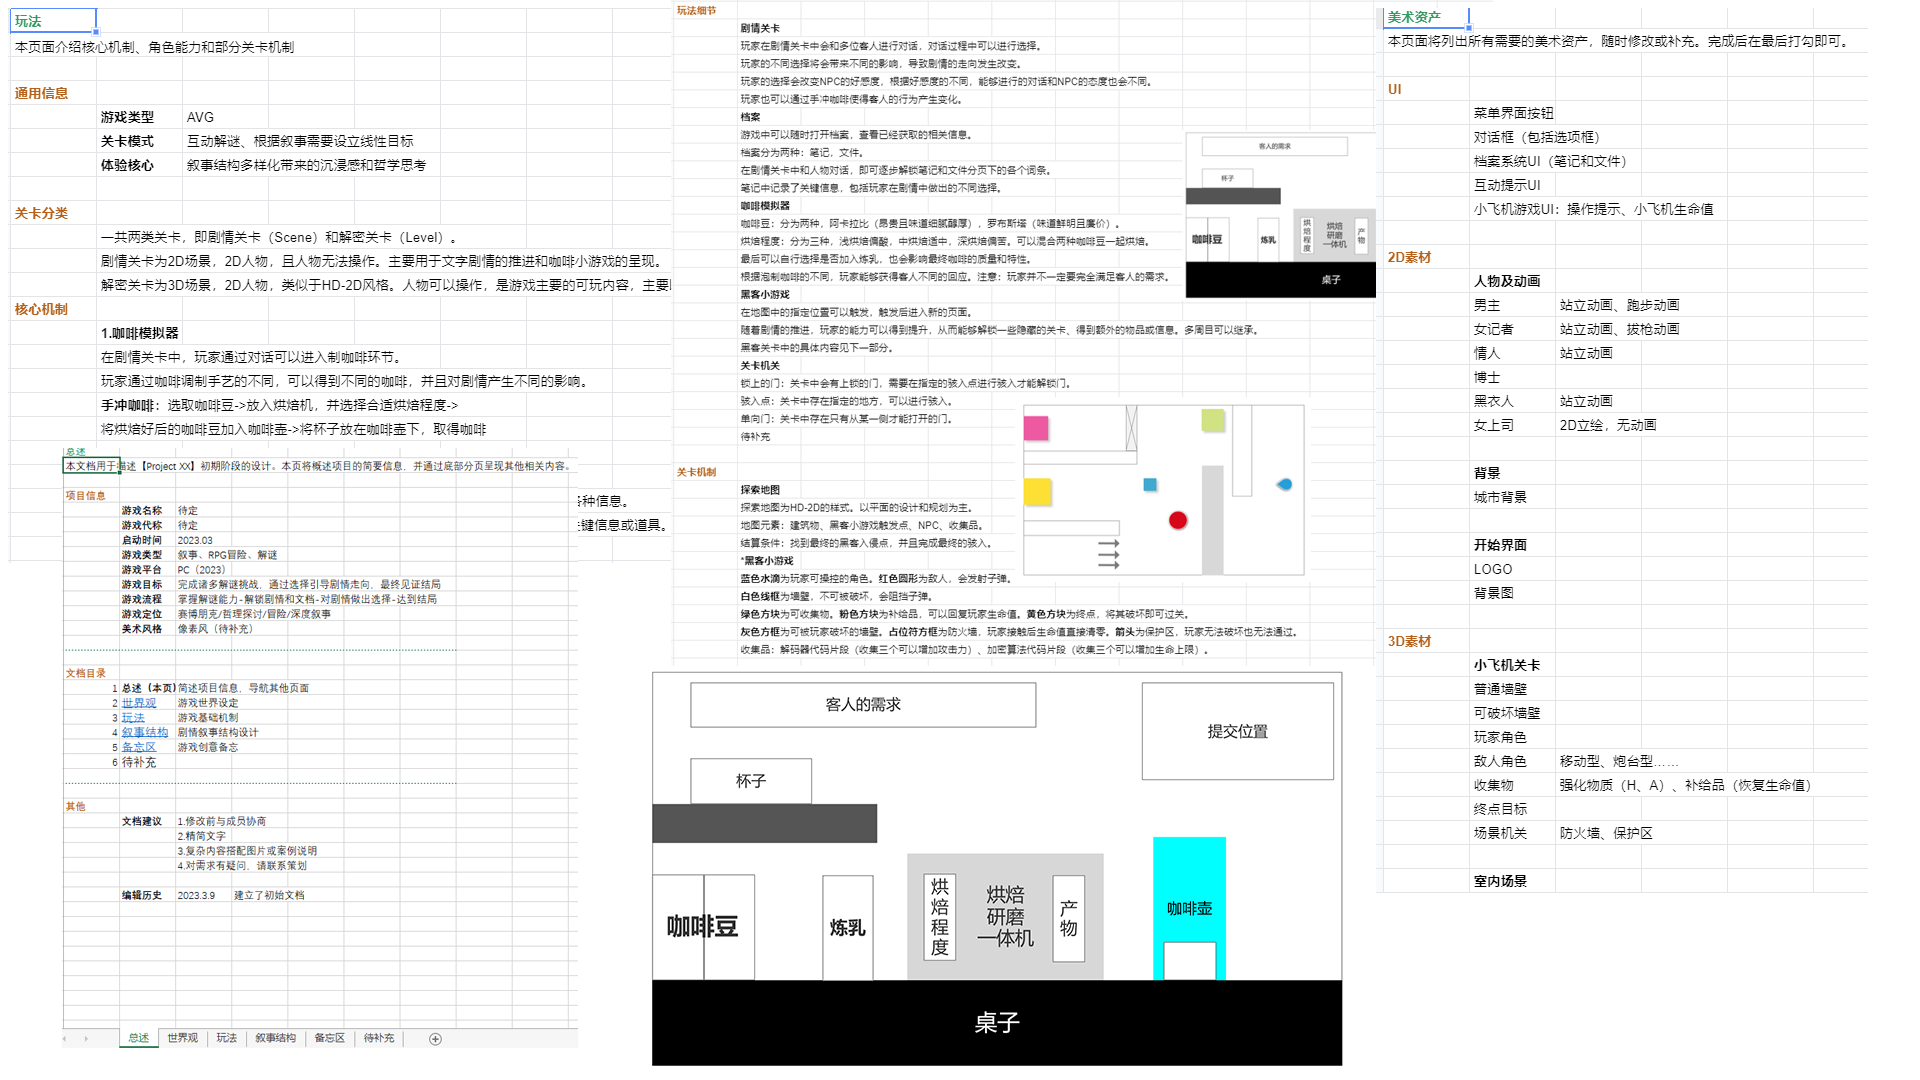 玩法
本页面介绍核心机制、角色能力和部分关卡机制
通用信息
游戏类型 AVG
关卡模式 互动解谜、根据叙事需要设立线性目标
体验核心 叙事结构多样化带来的沉浸感和哲学思考
关卡分类
一共两类关卡，即剧情关卡（Scene）和解密关卡（Level）。
剧情关卡为2D场景，2D人物，且人物无法操作。主要用于文字剧情的推进和咖啡小游戏的呈现。
解密关卡为3D场景，2D人物，类似于HD-2D风格。人物可以操作，是游戏主要的可玩内容，主要
核心机制
1.咖啡模拟器
在剧情关卡中，玩家通过对话可以进入制咖啡环节。
玩家通过咖啡调制手艺的不同，可以得到不同的咖啡，并且对剧情产生不同的影响。
手冲咖啡：选取咖啡豆->放入烘焙机，并选择合适烘焙程度->
将烘焙好后的咖啡豆加入咖啡壶->将杯子放在咖啡壶下，取得咖啡
各种信息。
键信息或道具。
总述
本文档用于描述【Project XX】初期阶段的设计。本页将概述项目的简要信息，并通过底部分页呈现其他相关内容。
项目信息
游戏名称 待定
游戏代称 待定
启动时间 2023.03
游戏类型 叙事、RPG冒险、解谜
游戏平台 PC（2023）
游戏目标 完成诸多解谜挑战，通过选择引导剧情走向，最终见证结局
游戏流程 掌握解谜能力-解锁剧情和文档-对剧情做出选择-达到结局
游戏定位 赛博朋克/哲理探讨/冒险/深度叙事
美术风格 像素风（待补充）
文档目录
1 总述（本页） 简述项目信息，导航其他页面
2 世界观 游戏世界设定
3 玩法 游戏基础机制
4 叙事结构 剧情叙事结构设计
5 备忘区 游戏创意备忘
6 待补充
其他
文档建议 1.修改前与成员协商
2.精简文字
3.复杂内容搭配图片或案例说明
4.对需求有疑问，请联系策划
编辑历史 2023.3.9 建立了初始文档
总述 世界观 玩法 叙事结构 备忘区 待补充
玩法细节
剧情关卡
玩家在剧情关卡中会和多位客人进行对话，对话过程中可以进行选择。
玩家的不同选择将会带来不同的影响，导致剧情的走向发生改变。
玩家的选择会改变NPC的好感度，根据好感度的不同，能够进行的对话和NPC的态度也会不同。
玩家也可以通过手冲咖啡使得客人的行为产生变化。
档案
游戏中可以随时打开档案，查看已经获取的相关信息。
档案分为两种：笔记，文件。
在剧情关卡中和人物对话，即可逐步解锁笔记和文件分页下的各个词条。
笔记中记录了关键信息，包括玩家在剧情中做出的不同选择。
咖啡模拟器
咖啡豆：分为两种，阿卡拉比（昂贵且味道细腻醇厚），罗布斯塔（味道鲜明且廉价）。
烘焙程度：分为三种，浅烘焙偏酸，中烘焙适中，深烘焙偏苦。可以混合两种咖啡豆一起烘焙。
最后可以自行选择是否加入炼乳，也会影响最终咖啡的质量和特性。
根据泡制咖啡的不同，玩家能够获得客人不同的回应。注意：玩家并不一定要完全满足客人的需求。
黑客小游戏
在地图中的指定位置可以触发，触发后进入新的页面。
随着剧情的推进，玩家的能力可以得到提升，从而能够解锁一些隐藏的关卡、得到额外的物品或信息。多周目可以继承。
黑客关卡中的具体内容见下一部分。
关卡机关
锁上的门：关卡中会有上锁的门，需要在指定的骇入点进行骇入才能解锁门。
骇入点：关卡中存在指定的地方，可以进行骇入。
单向门：关卡中存在只有从某一侧才能打开的门。
待补充
关卡机制
探索地图
探索地图为HD-2D的样式。以平面的设计和规划为主。
地图元素：建筑物、黑客小游戏触发点、NPC、收集品。
结算条件：找到最终的黑客入侵点，并且完成最终的骇入。
*黑客小游戏
蓝色水滴为玩家可操控的角色。红色圆形为敌人，会发射子弹。
白色线框为墙壁，不可被破坏，会阻挡子弹。
绿色方块为可收集物。粉色方块为补给品，可以回复玩家生命值。黄色方块为终点，将其破坏即可过关。
灰色方框为可被玩家破坏的墙壁。占位符方框为防火墙，玩家接触后生命值直接清零。箭头为保护区，玩家无法破坏也无法通过。
收集品：解码器代码片段（收集三个可以增加攻击力）、加密算法代码片段（收集三个可以增加生命上限）。
客人的需求
杯子
咖啡豆
炼乳
烘焙程度
烘焙
研磨
一体机
产物
桌子
客人的需求
提交位置
杯子
咖啡豆
炼乳
烘焙程度
烘焙
研磨
一体机
产物
咖啡壶
桌子
美术资产
本页面将列出所有需要的美术资产，随时修改或补充。完成后在最后打勾即可。
UI
菜单界面按钮
对话框（包括选项框）
档案系统UI（笔记和文件）
互动提示UI
小飞机游戏UI：操作提示、小飞机生命值
2D素材
人物及动画
男主 站立动画、跑步动画
女记者 站立动画、拔枪动画
情人 站立动画
博士
黑衣人 站立动画
女上司 2D立绘，无动画
背景
城市背景
开始界面
LOGO
背景图
3D素材
小飞机关卡
普通墙壁
可破坏墙壁
玩家角色
敌人角色 移动型、炮台型……
收集物 强化物质（H、A）、补给品（恢复生命值）
终点目标
场景机关 防火墙、保护区
室内场景